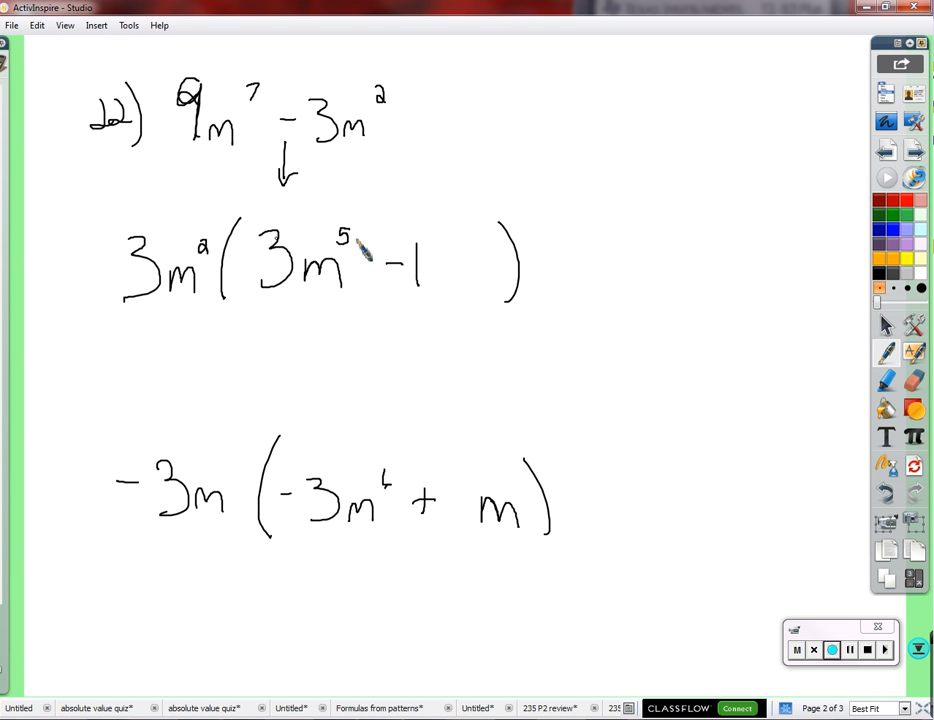 ActivInspire - Studio
File Edit View Insert Tools Help
22) 9m⁷ - 3m²
3m² ( 3m⁵ - 1 )
- 3m ( - 3m⁶ + m )
M
Untitled absolute value quiz* absolute value quiz* Untitled* Formulas from patterns* Untitled* 235 P2 review* 235 CLASSFLOW Connect Page 2 of 3 Best Fit